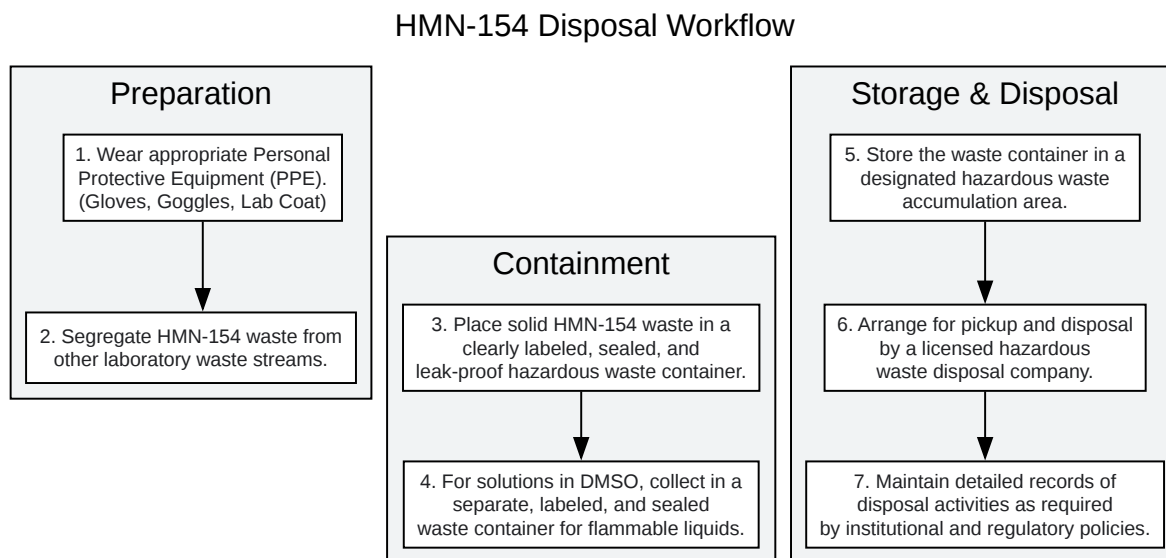 HMN-154 Disposal Workflow
Preparation
1. Wear appropriate Personal
Protective Equipment (PPE).
(Gloves, Goggles, Lab Coat)
2. Segregate HMN-154 waste from
other laboratory waste streams.
Containment
3. Place solid HMN-154 waste in a
clearly labeled, sealed, and
leak-proof hazardous waste container.
4. For solutions in DMSO, collect in a
separate, labeled, and sealed
waste container for flammable liquids.
Storage & Disposal
5. Store the waste container in a
designated hazardous waste
accumulation area.
6. Arrange for pickup and disposal
by a licensed hazardous
waste disposal company.
7. Maintain detailed records of
disposal activities as required
by institutional and regulatory policies.